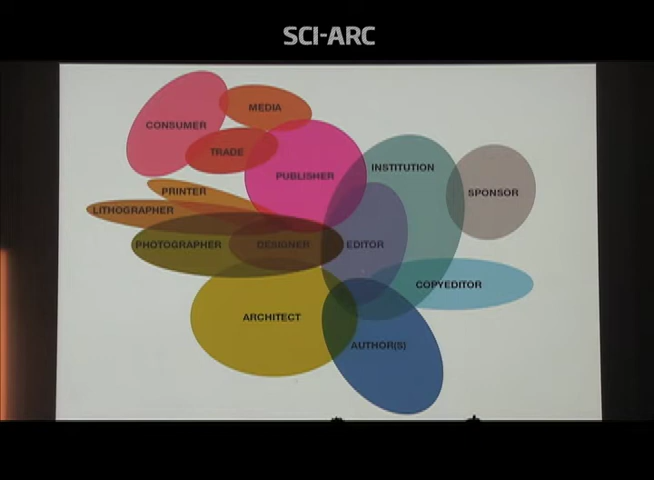 SCI-ARC
MEDIA
CONSUMER
TRADE
PUBLISHER
INSTITUTION
PRINTER
SPONSOR
LITHOGRAPHER
PHOTOGRAPHER
DESIGNER
EDITOR
COPYEDITOR
ARCHITECT
AUTHOR(S)